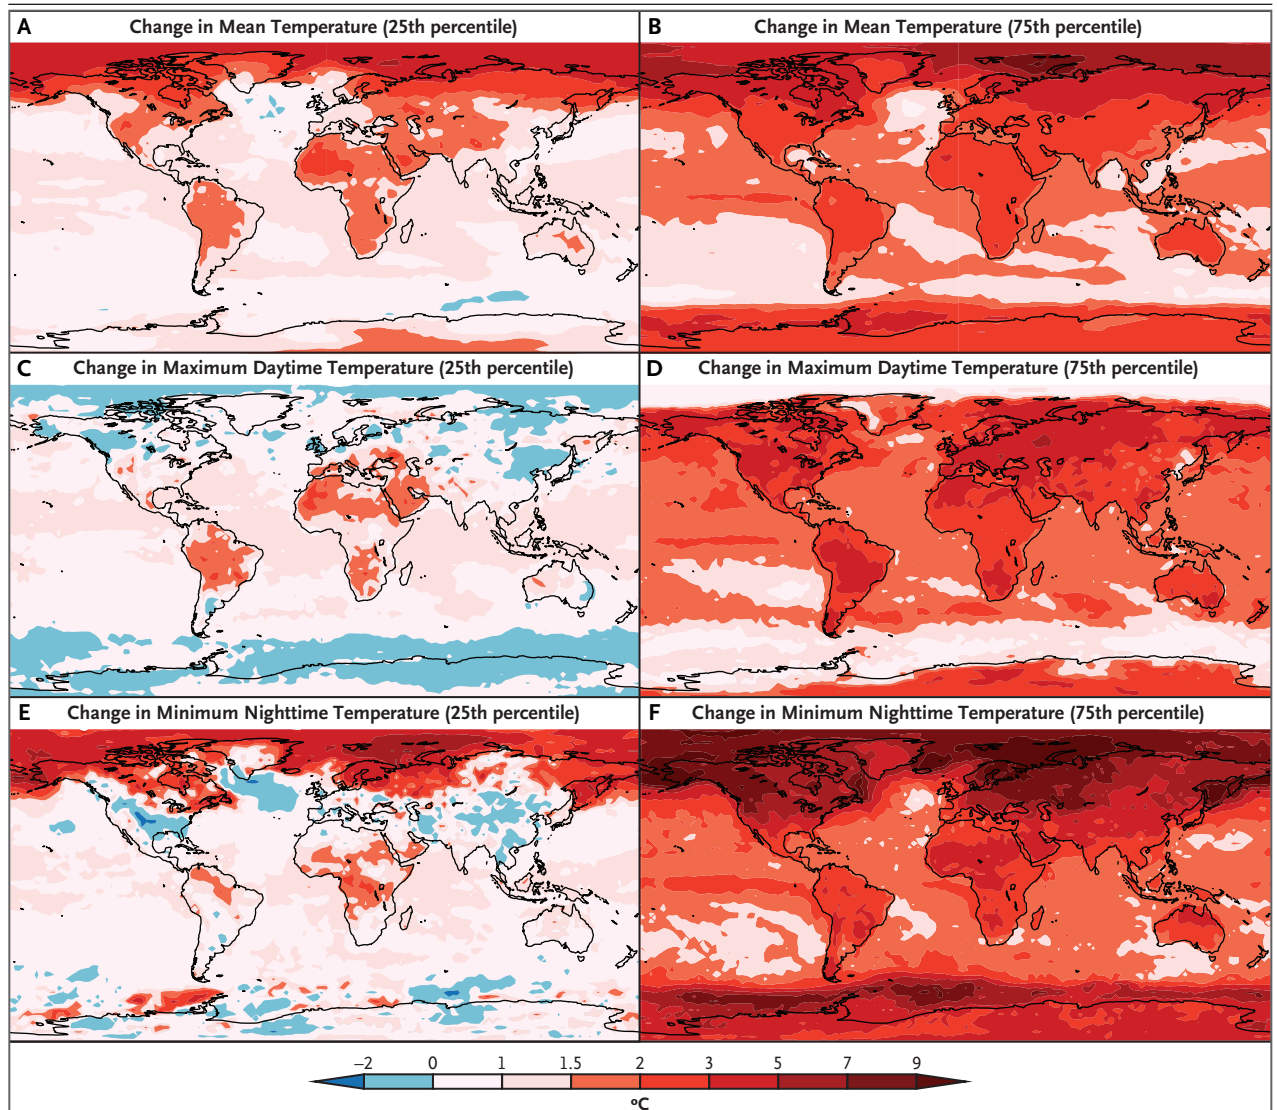 A Change in Mean Temperature (25th percentile)
B Change in Mean Temperature (75th percentile)
C Change in Maximum Daytime Temperature (25th percentile)
D Change in Maximum Daytime Temperature (75th percentile)
E Change in Minimum Nighttime Temperature (25th percentile)
F Change in Minimum Nighttime Temperature (75th percentile)
−2 0 1 1.5 2 3 5 7 9
°C